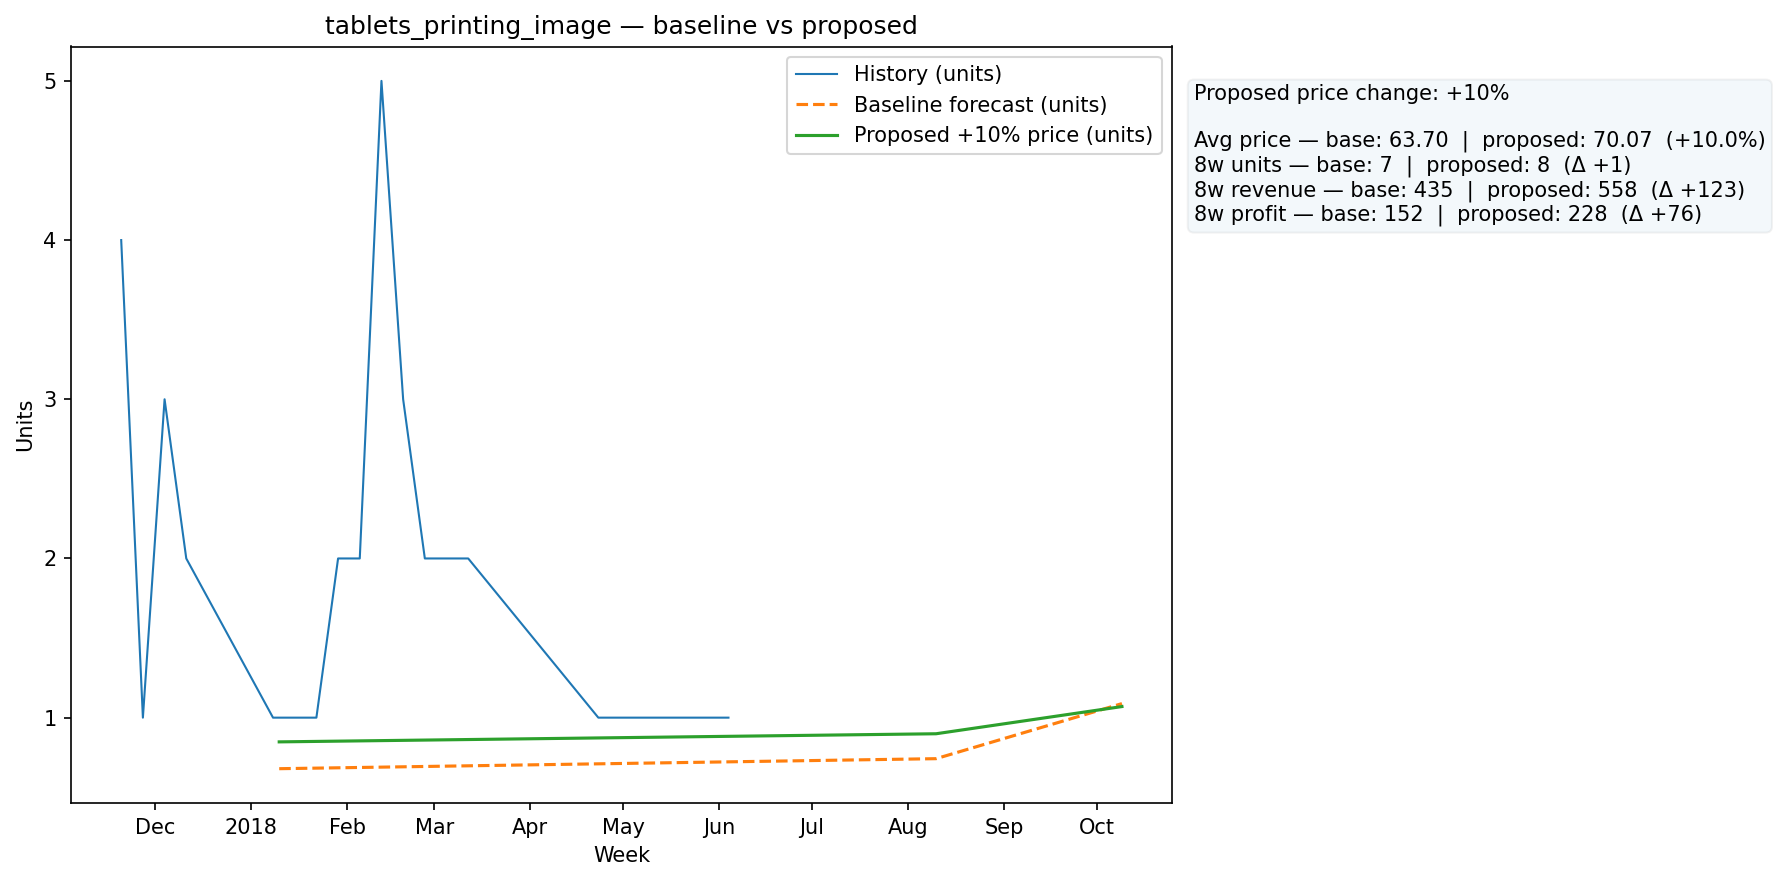 tablets_printing_image — baseline vs proposed
History (units)
Baseline forecast (units)
Proposed +10% price (units)
Proposed price change: +10%
Avg price — base: 63.70 | proposed: 70.07 (+10.0%)
8w units — base: 7 | proposed: 8 (Δ +1)
8w revenue — base: 435 | proposed: 558 (Δ +123)
8w profit — base: 152 | proposed: 228 (Δ +76)
Units
5
4
3
2
1
Dec 2018 Feb Mar Apr May Jun Jul Aug Sep Oct
Week